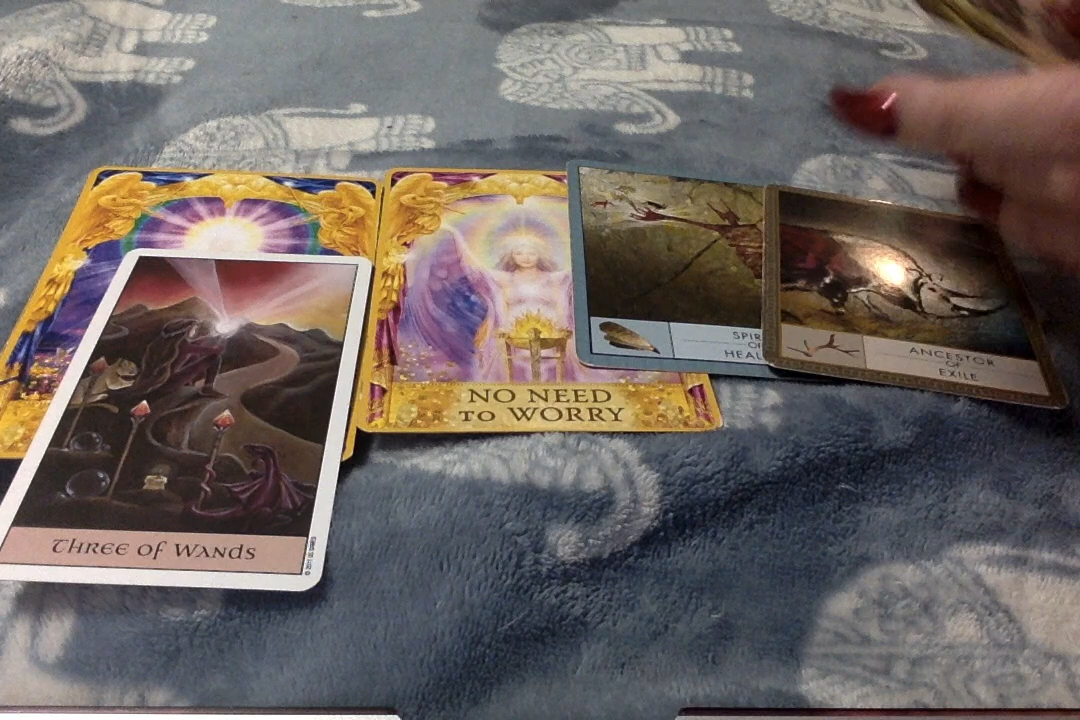 THREE OF WANDS
NO NEED
TO WORRY
ANCESTOR
OF
EXILE